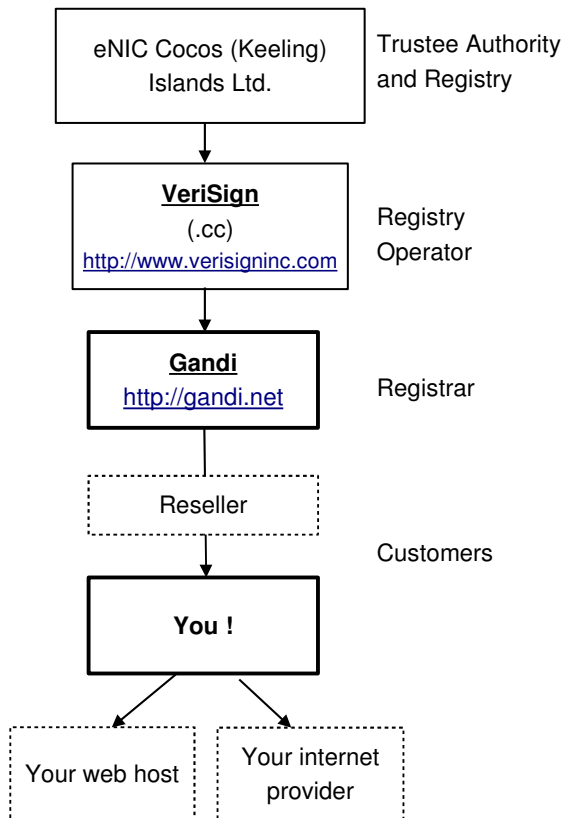 eNIC Cocos (Keeling)
Islands Ltd.
Trustee Authority
and Registry
VeriSign
(.cc)
http://www.verisigninc.com
Registry
Operator
Gandi
http://gandi.net
Registrar
Reseller
Customers
You !
Your web host
Your internet
provider